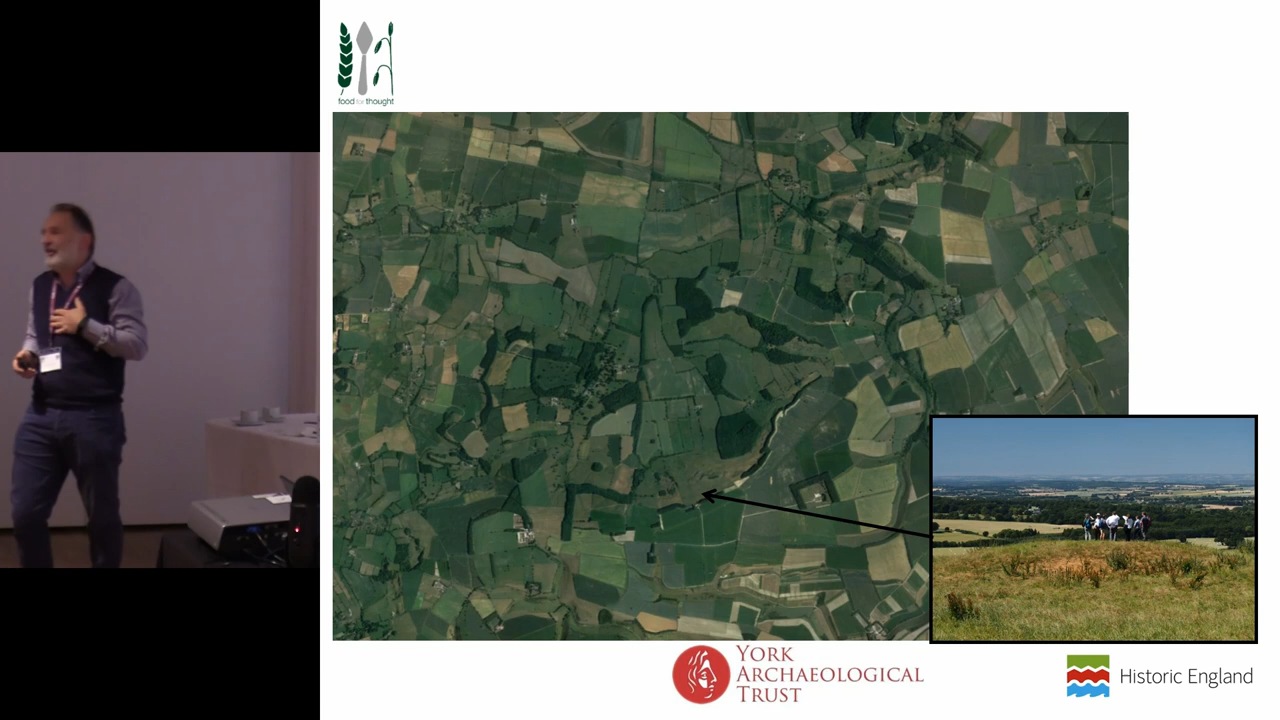 food for thought
YORK
ARCHAEOLOGICAL
TRUST
Historic England